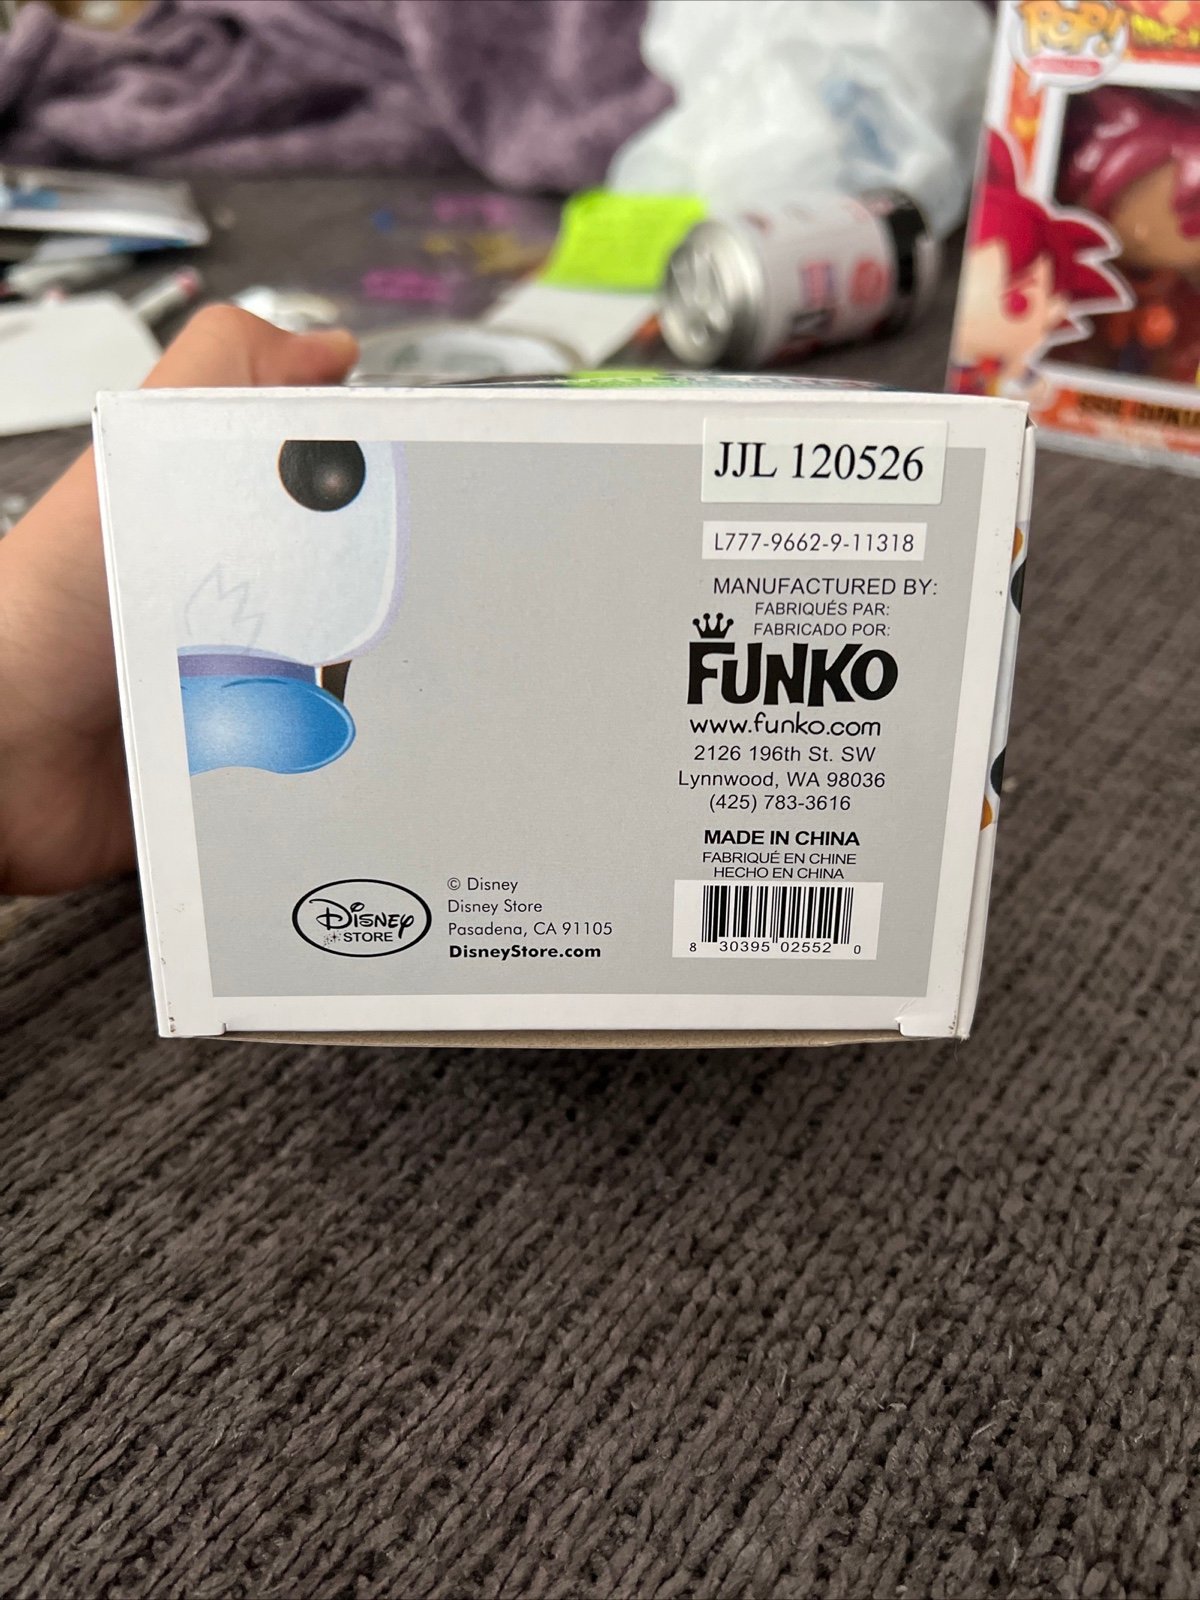 POP!
JJL 120526
L777-9662-9-11318
MANUFACTURED BY:
FABRIQUÉS PAR:
FABRICADO POR:
FUNKO
www.funko.com
2126 196th St. SW
Lynnwood, WA 98036
(425) 783-3616
MADE IN CHINA
FABRIQUÉ EN CHINE
HECHO EN CHINA
8 30395 02552 0
DISNEY
STORE
© Disney
Disney Store
Pasadena, CA 91105
DisneyStore.com